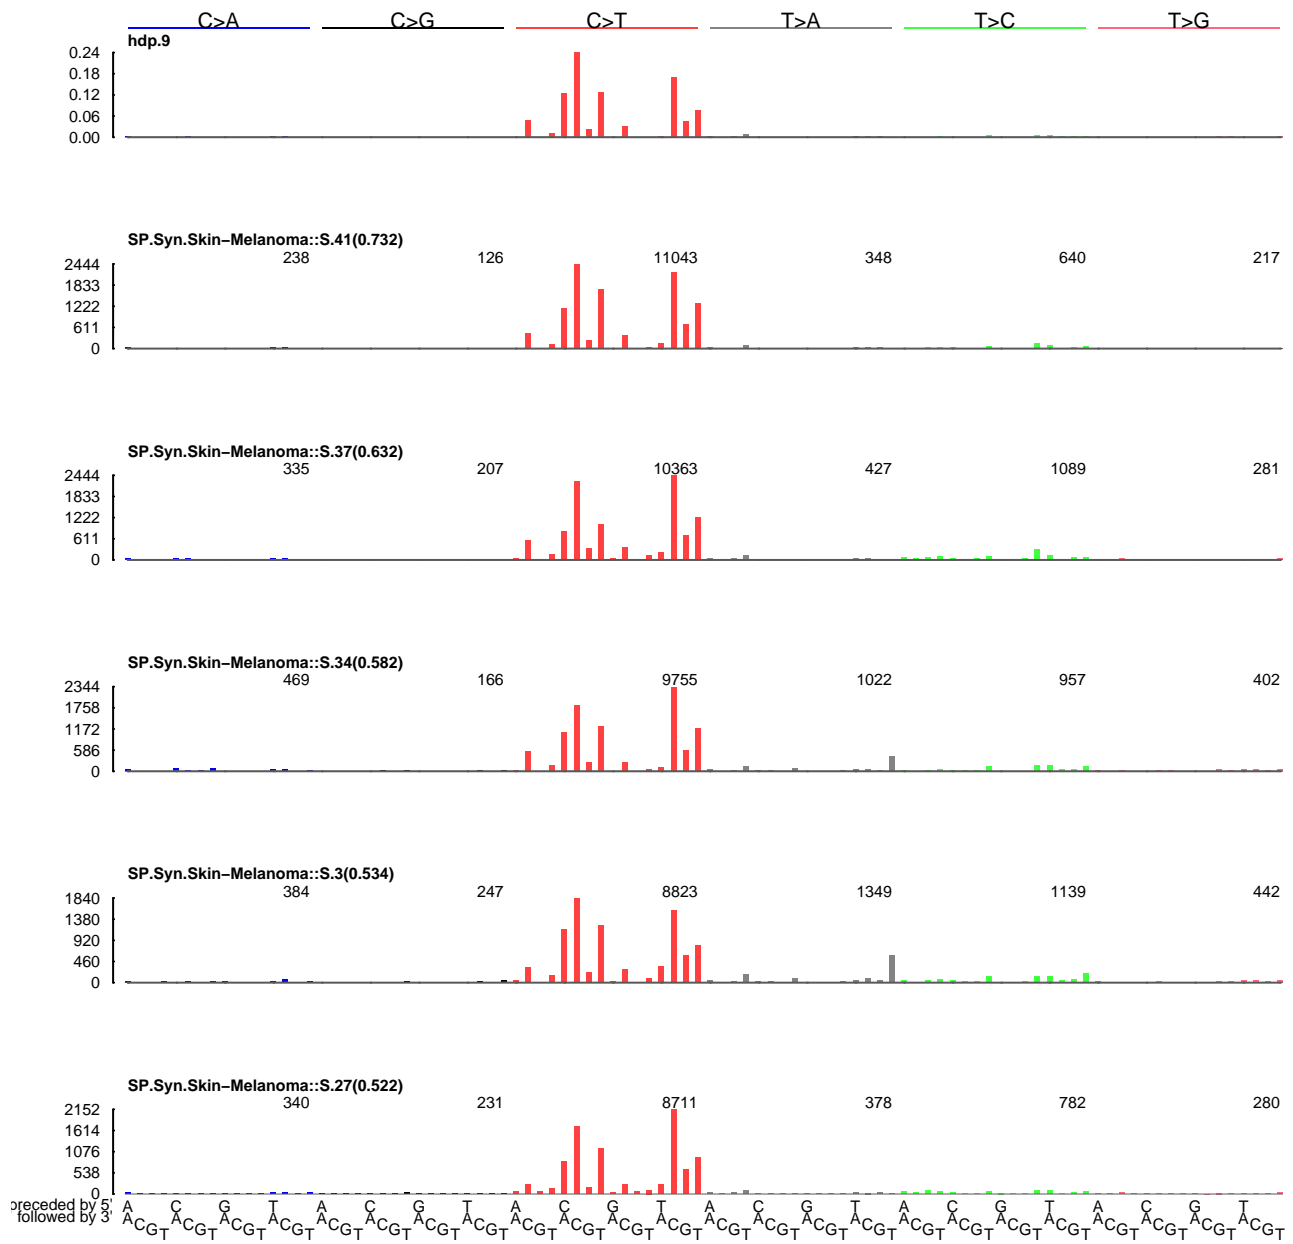 C>A C>G C>T T>A T>C T>G
hdp.9
0.24
0.18
0.12
0.06
0.00
SP.Syn.Skin−Melanoma::S.41(0.732)
238 126 11043 348 640 217
2444
1833
1222
611
0
SP.Syn.Skin−Melanoma::S.37(0.632)
335 207 10363 427 1089 281
2444
1833
1222
611
0
SP.Syn.Skin−Melanoma::S.34(0.582)
469 166 9755 1022 957 402
2344
1758
1172
586
0
SP.Syn.Skin−Melanoma::S.3(0.534)
384 247 8823 1349 1139 442
1840
1380
920
460
0
SP.Syn.Skin−Melanoma::S.27(0.522)
340 231 8711 378 782 280
2152
1614
1076
538
0
preceded by 5' A C G T A C G T A C G T A C G T A C G T A C G T
followed by 3' A C G T A C G T A C G T A C G T A C G T A C G T A C G T A C G T A C G T A C G T A C G T A C G T A C G T A C G T A C G T A C G T A C G T A C G T A C G T A C G T A C G T A C G T A C G T A C G T